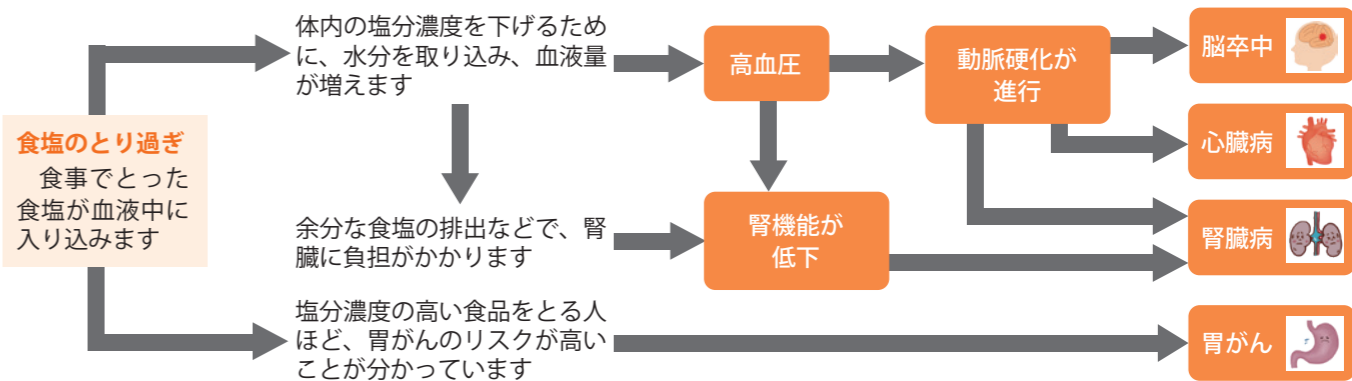 食塩のとり過ぎ
　食事でとった
食塩が血液中に
入り込みます
体内の塩分濃度を下げるため
に、水分を取り込み、血液量
が増えます
高血圧
動脈硬化が
進行
脳卒中
心臓病
余分な食塩の排出などで、腎
臓に負担がかかります
腎機能が
低下
腎臓病
塩分濃度の高い食品をとる人
ほど、胃がんのリスクが高い
ことが分かっています
胃がん